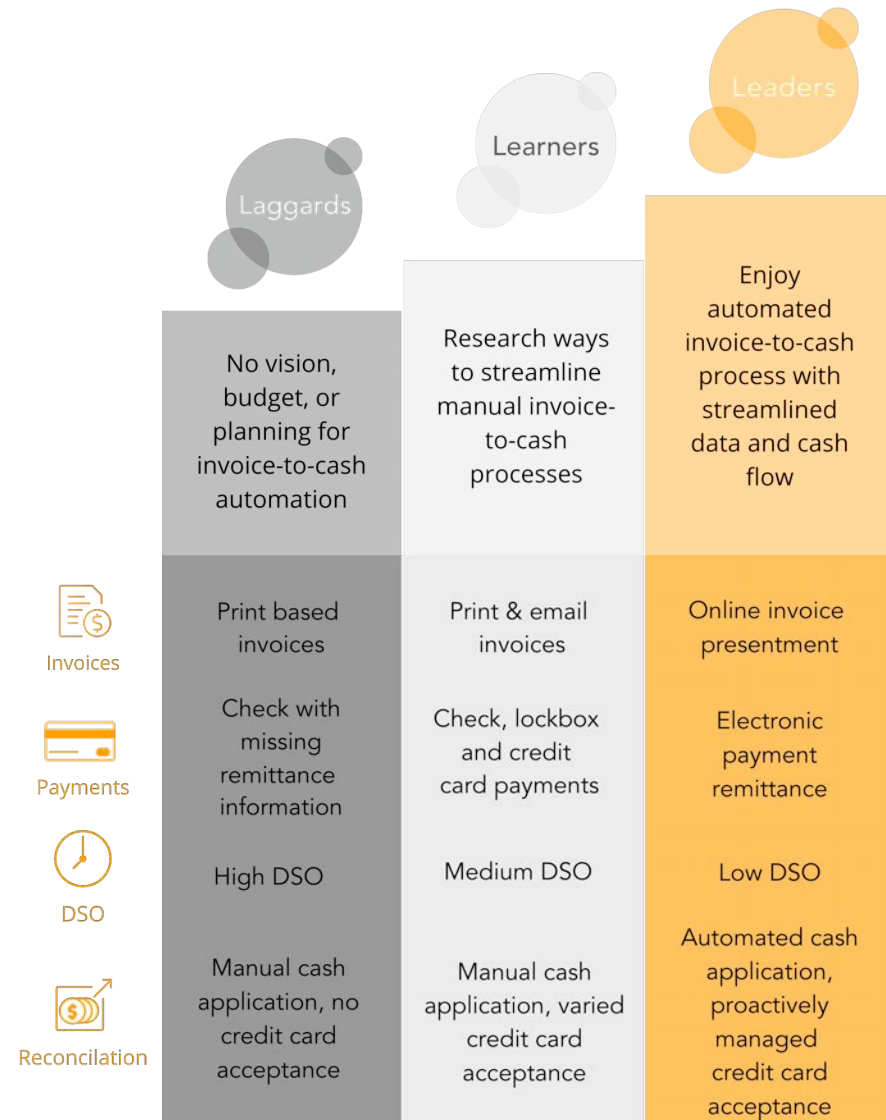 Leaders
Learners
Laggards
No vision,
budget, or
planning for
invoice-to-cash
automation
Research ways
to streamline
manual invoice-
to-cash
processes
Enjoy
automated
invoice-to-cash
process with
streamlined
data and cash
flow
Invoices
Print based
invoices
Print & email
invoices
Online invoice
presentment
Payments
Check with
missing
remittance
information
Check, lockbox
and credit
card payments
Electronic
payment
remittance
DSO
High DSO
Medium DSO
Low DSO
Reconcilation
Manual cash
application, no
credit card
acceptance
Manual cash
application, varied
credit card
acceptance
Automated cash
application,
proactively
managed
credit card
acceptance